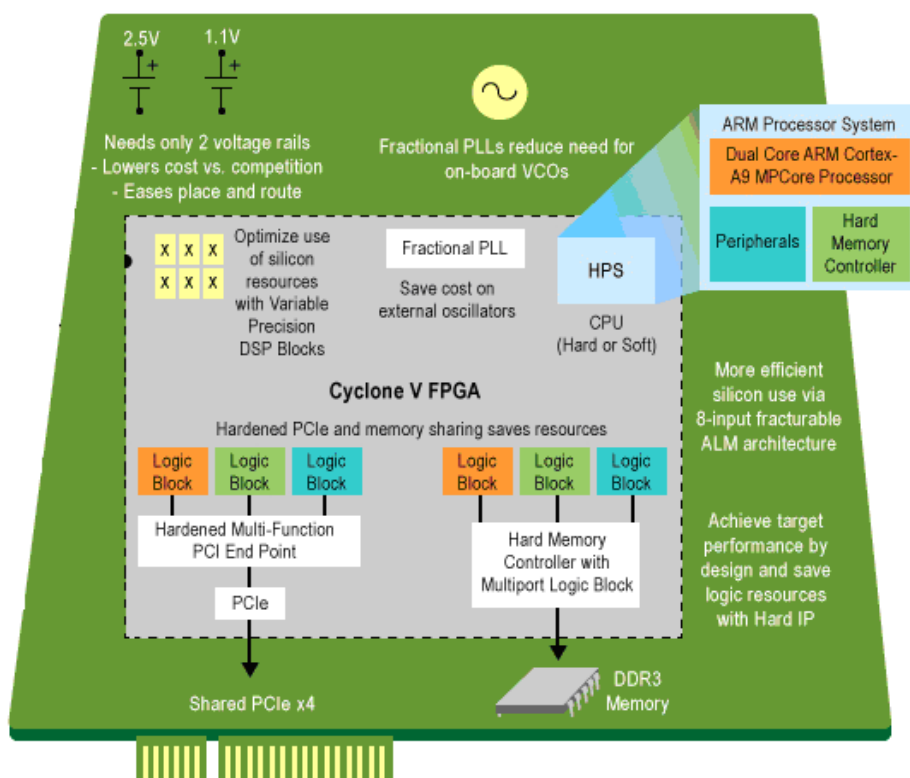 2.5V
1.1V
+
+
Needs only 2 voltage rails
- Lowers cost vs. competition
- Eases place and route
Fractional PLLs reduce need for
on-board VCOs
ARM Processor System
Dual Core ARM Cortex-
A9 MPCore Processor
Peripherals
Hard
Memory
Controller
X X X
X X X
Optimize use
of silicon
resources
with Variable
Precision
DSP Blocks
Fractional PLL
Save cost on
external oscillators
HPS
CPU
(Hard or Soft)
More efficient
silicon use via
8-input fracturable
ALM architecture
Cyclone V FPGA
Hardened PCIe and memory sharing saves resources
Logic
Block
Logic
Block
Logic
Block
Logic
Block
Logic
Block
Logic
Block
Hardened Multi-Function
PCI End Point
PCIe
Hard Memory
Controller with
Multiport Logic Block
Achieve target
performance by
design and save
logic resources
with Hard IP
Shared PCIe x4
DDR3
Memory